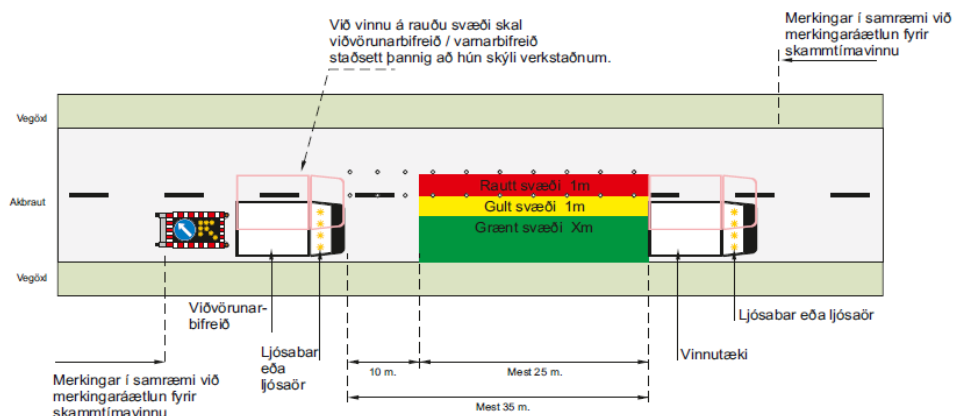 Við vinnu á rauðu svæði skal
viðvörunarbifreið / varnarbifreið
staðsett þannig að hún skýli verkstaðnum.
Merkingar í samræmi við
merkingaráætlun fyrir
skammtímavinnu
Vegöxl
Akbraut
Vegöxl
Rautt svæði 1m
Gult svæði 1m
Grænt svæði Xm
Viðvörunar-
bifreið
Ljósabar
eða
ljósaör
Ljósabar eða ljósaör
Vinnutæki
10 m.
Mest 25 m.
Mest 35 m.
Merkingar í samræmi við
merkingaráætlun fyrir
skammtímavinnu